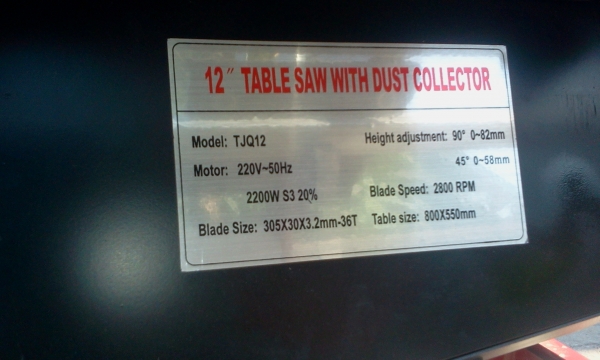 12″ TABLE SAW WITH DUST COLLECTOR
Model: TJQ12 Height adjustment: 90° 0~82mm
Motor: 220V~50Hz 45° 0~58mm
2200W S3 20% Blade Speed: 2800 RPM
Blade Size: 305X30X3.2mm-36T Table size: 800X550mm